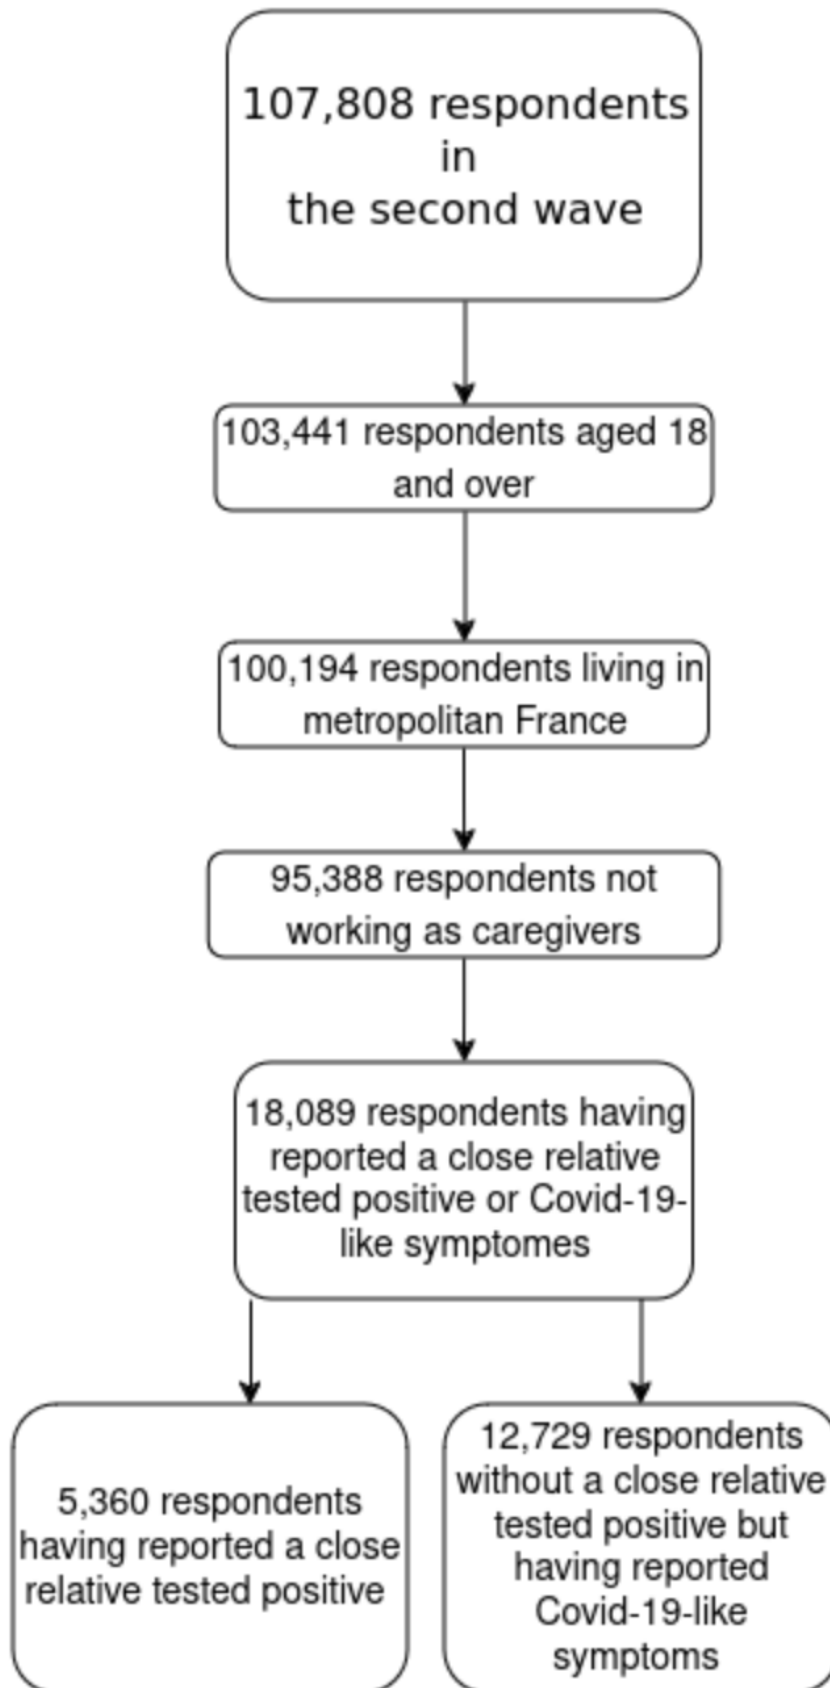 107,808 respondents
in
the second wave
103,441 respondents aged 18
and over
100,194 respondents living in
metropolitan France
95,388 respondents not
working as caregivers
18,089 respondents having
reported a close relative
tested positive or Covid-19-
like symptomes
5,360 respondents
having reported a close
relative tested positive
12,729 respondents
without a close relative
tested positive but
having reported
Covid-19-like
symptoms